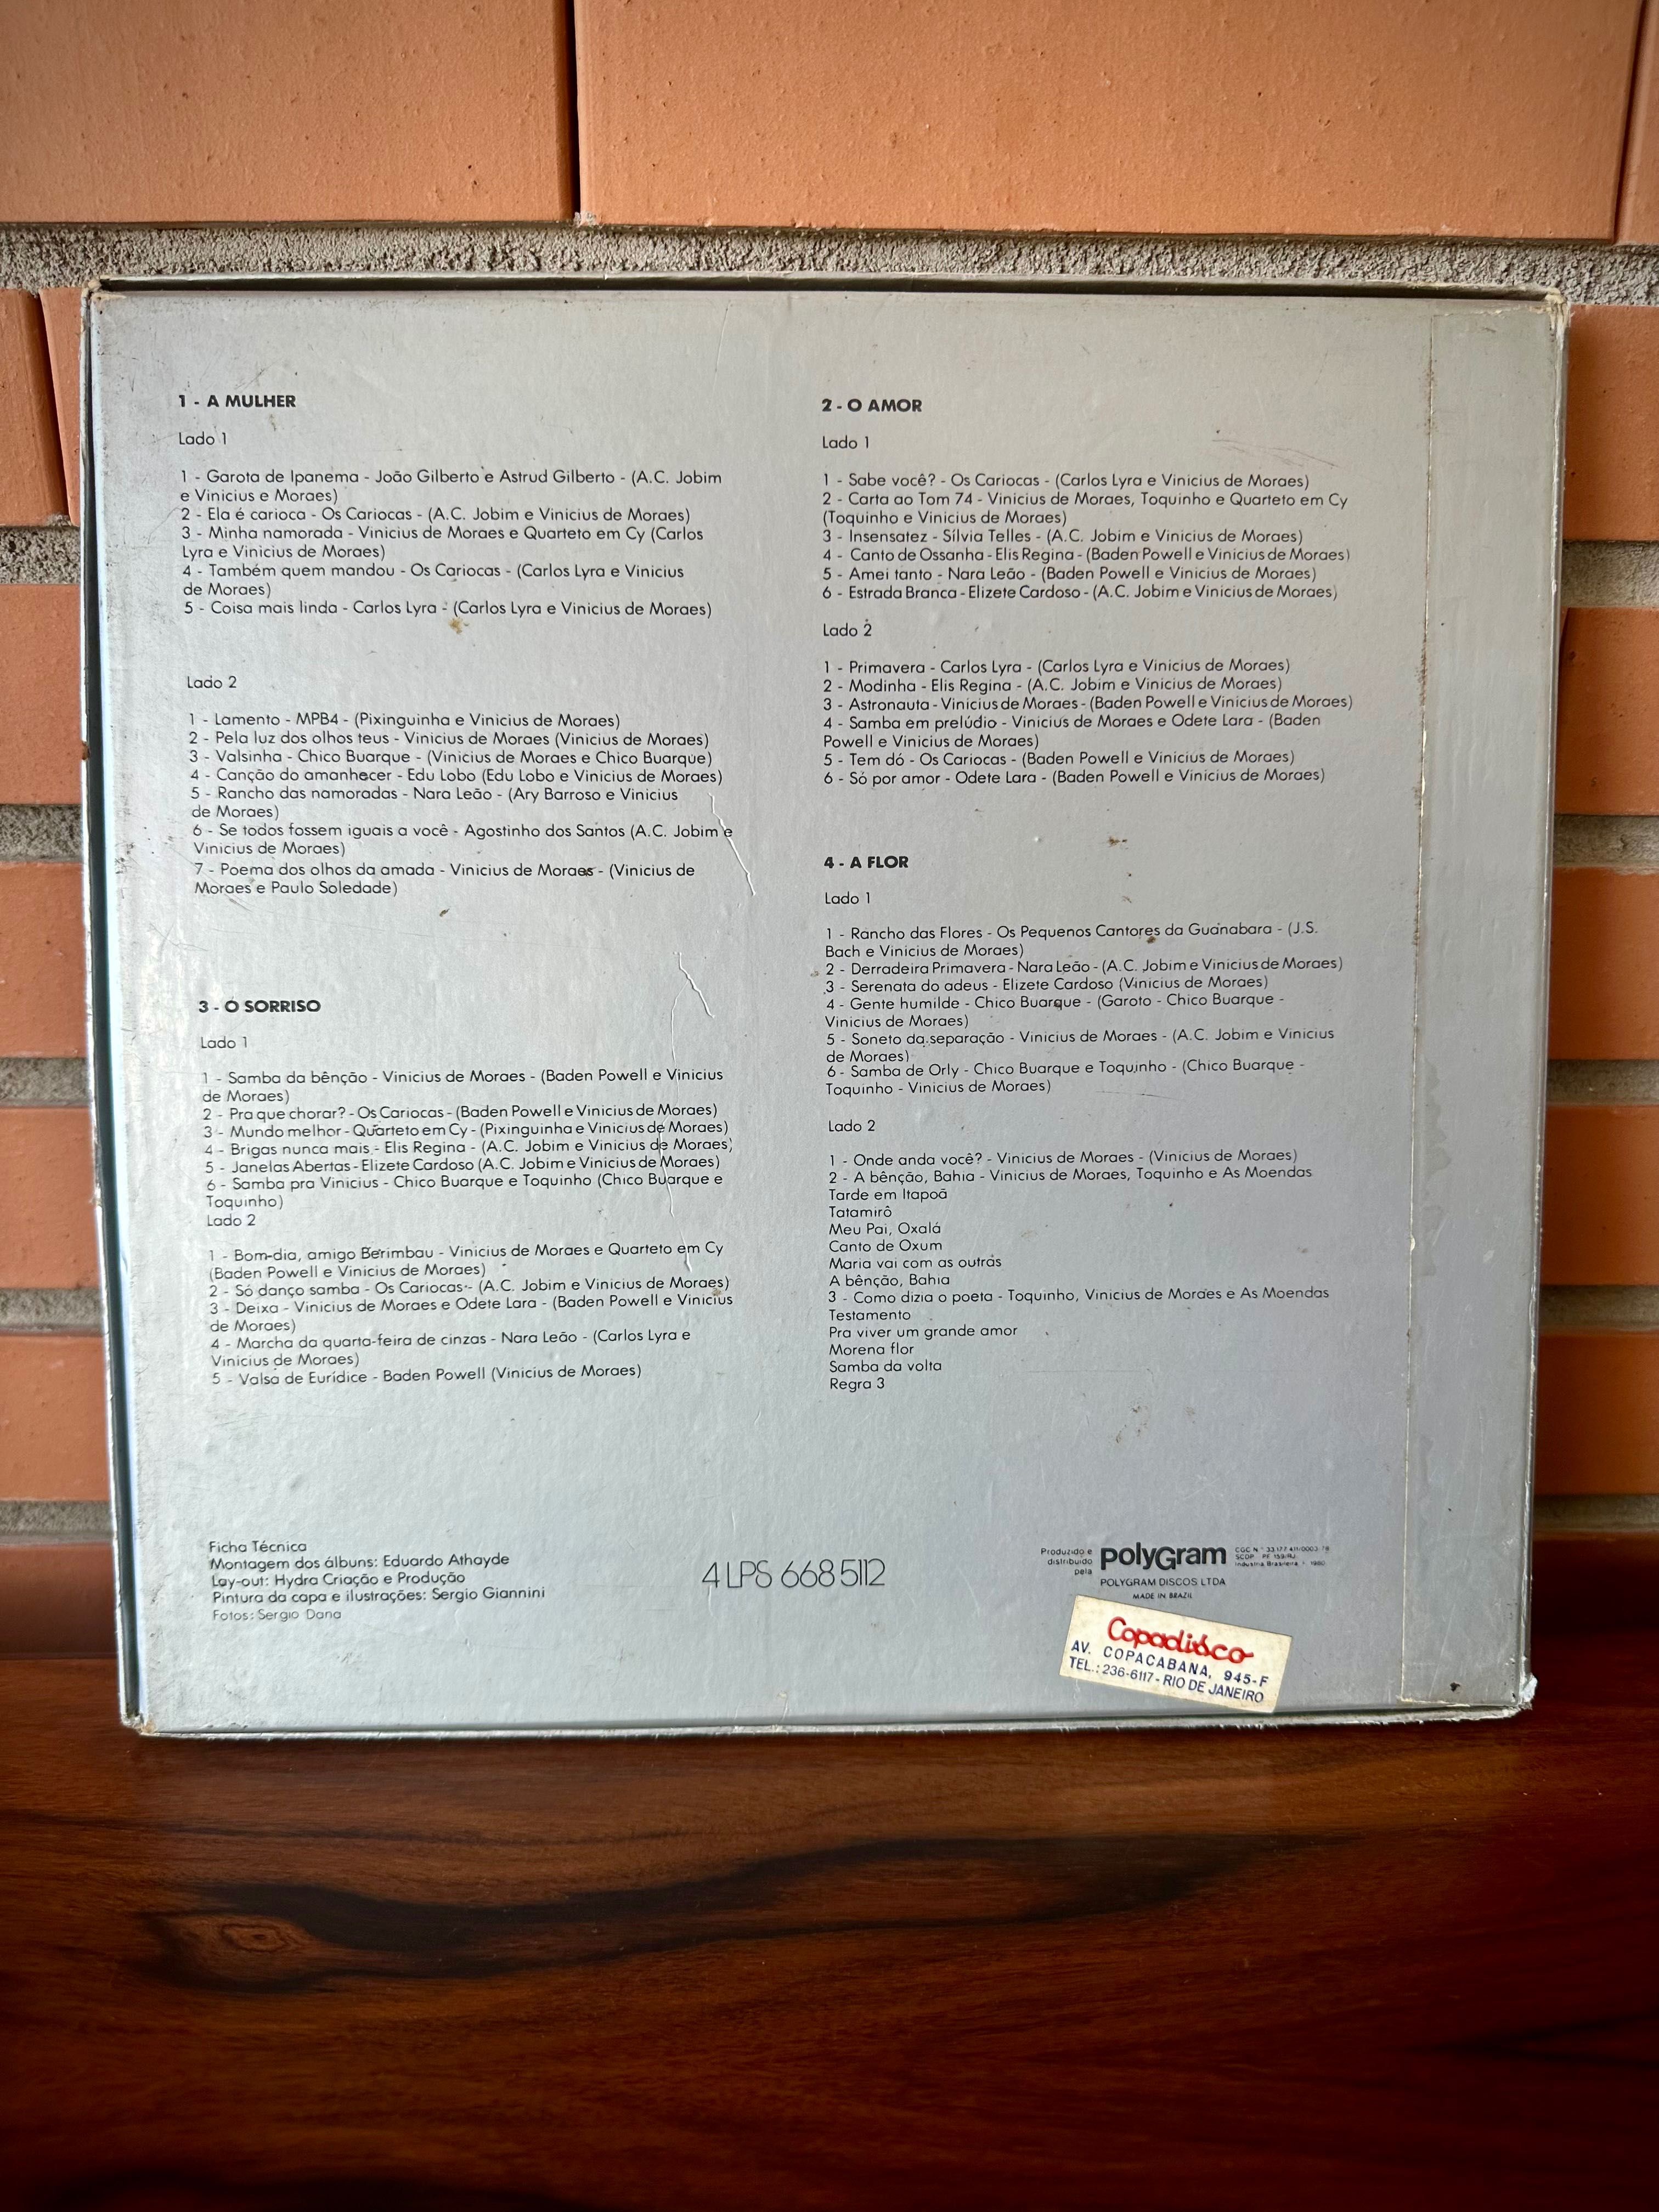 1 - A MULHER
Lado 1
1 - Garota de Ipanema - João Gilberto e Astrud Gilberto - (A.C. Jobim
e Vinicius e Moraes)
2 - Ela é carioca - Os Cariocas - (A.C. Jobim e Vinicius de Moraes)
3 - Minha namorada - Vinicius de Moraes e Quarteto em Cy (Carlos
Lyra e Vinicius de Moraes)
4 - Também quem mandou - Os Cariocas - (Carlos Lyra e Vinicius
de Moraes)
5 - Coisa mais linda - Carlos Lyra - (Carlos Lyra e Vinicius de Moraes)
Lado 2
1 - Lamento - MPB4 - (Pixinguinha e Vinicius de Moraes)
2 - Pela luz dos olhos teus - Vinicius de Moraes (Vinicius de Moraes)
3 - Valsinha - Chico Buarque - (Vinicius de Moraes e Chico Buarque)
4 - Canção do amanhecer - Edu Lobo (Edu Lobo e Vinicius de Moraes)
5 - Rancho das namoradas - Nara Leão - (Ary Barroso e Vinicius
de Moraes)
6 - Se todos fossem iguais a você - Agostinho dos Santos (A.C. Jobim e
Vinicius de Moraes)
7 - Poema dos olhos da amada - Vinicius de Moraes - (Vinicius de
Moraes e Paulo Soledade)
2 - O AMOR
Lado 1
1 - Sabe você? - Os Cariocas - (Carlos Lyra e Vinicius de Moraes)
2 - Carta ao Tom 74 - Vinicius de Moraes, Toquinho e Quarteto em Cy
(Toquinho e Vinicius de Moraes)
3 - Insensatez - Sílvia Telles - (A.C. Jobim e Vinicius de Moraes)
4 - Canto de Ossanha - Elis Regina - (Baden Powell e Vinicius de Moraes)
5 - Amei tanto - Nara Leão - (Baden Powell e Vinicius de Moraes)
6 - Estrada Branca - Elizete Cardoso - (A.C. Jobim e Vinicius de Moraes)
Lado 2
1 - Primavera - Carlos Lyra - (Carlos Lyra e Vinicius de Moraes)
2 - Modinha - Elis Regina - (A.C. Jobim e Vinicius de Moraes)
3 - Astronauta - Vinicius de Moraes - (Baden Powell e Vinicius de Moraes)
4 - Samba em prelúdio - Vinicius de Moraes e Odete Lara - (Baden
Powell e Vinicius de Moraes)
5 - Tem dó - Os Cariocas - (Baden Powell e Vinicius de Moraes)
6 - Só por amor - Odete Lara - (Baden Powell e Vinicius de Moraes)
3 - O SORRISO
Lado 1
1 - Samba da bênção - Vinicius de Moraes - (Baden Powell e Vinicius
de Moraes)
2 - Pra que chorar? - Os Cariocas - (Baden Powell e Vinicius de Moraes)
3 - Mundo melhor - Quarteto em Cy - (Pixinguinha e Vinicius de Moraes)
4 - Brigas nunca mais - Elis Regina - (A.C. Jobim e Vinicius de Moraes)
5 - Janelas Abertas - Elizete Cardoso (A.C. Jobim e Vinicius de Moraes)
6 - Samba pra Vinicius - Chico Buarque e Toquinho (Chico Buarque e
Toquinho)
Lado 2
1 - Bom-dia, amigo Berimbau - Vinicius de Moraes e Quarteto em Cy
(Baden Powell e Vinicius de Moraes)
2 - Só danço samba - Os Cariocas - (A.C. Jobim e Vinicius de Moraes)
3 - Deixa - Vinicius de Moraes e Odete Lara - (Baden Powell e Vinicius
de Moraes)
4 - Marcha da quarta-feira de cinzas - Nara Leão - (Carlos Lyra e
Vinicius de Moraes)
5 - Valsa de Eurídice - Baden Powell (Vinicius de Moraes)
4 - A FLOR
Lado 1
1 - Rancho das Flores - Os Pequenos Cantores da Guanabara - (J.S.
Bach e Vinicius de Moraes)
2 - Derradeira Primavera - Nara Leão - (A.C. Jobim e Vinicius de Moraes)
3 - Serenata do adeus - Elizete Cardoso (Vinicius de Moraes)
4 - Gente humilde - Chico Buarque - (Garoto - Chico Buarque -
Vinicius de Moraes)
5 - Soneto da separação - Vinicius de Moraes - (A.C. Jobim e Vinicius
de Moraes)
6 - Samba de Orly - Chico Buarque e Toquinho - (Chico Buarque -
Toquinho - Vinicius de Moraes)
Lado 2
1 - Onde anda você? - Vinicius de Moraes - (Vinicius de Moraes)
2 - A bênção, Bahia - Vinicius de Moraes, Toquinho e As Moendas
Tarde em Itapoã
Tatamirô
Meu Pai, Oxalá
Canto de Oxum
Maria vai com as outras
A bênção, Bahia
3 - Como dizia o poeta - Toquinho, Vinicius de Moraes e As Moendas
Testamento
Pra viver um grande amor
Morena flor
Samba da volta
Regra 3
Ficha Técnica
Montagem dos álbuns: Eduardo Athayde
Lay-out: Hydra Criação e Produção
Pintura da capa e ilustrações: Sergio Giannini
Fotos: Sergio Dana
4 LPS 668 5112
Produzido e
distribuído
pela
polyGram
POLYGRAM DISCOS LTDA
MADE IN BRAZIL
Indústria Brasileira
Copadisco
AV. COPACABANA, 945-F
TEL.: 236-6117 - RIO DE JANEIRO